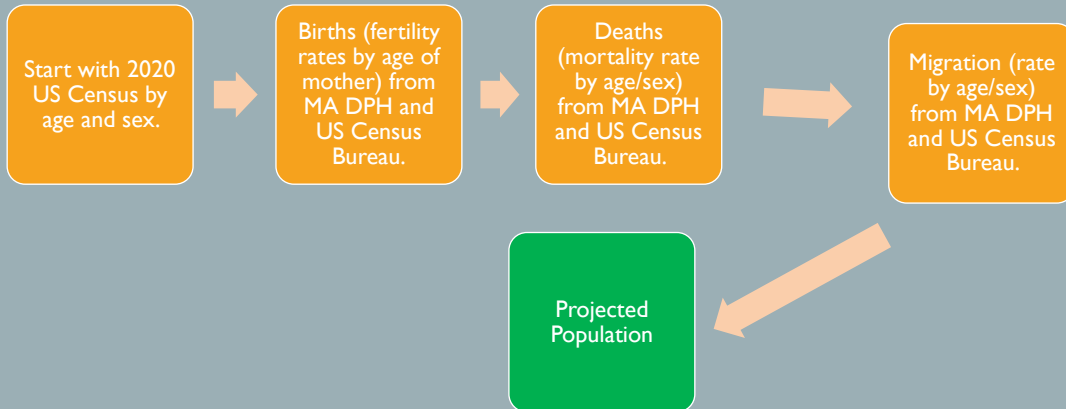 Start with 2020
US Census by
age and sex.
Births (fertility
rates by age of
mother) from
MA DPH and
US Census
Bureau.
Deaths
(mortality rate
by age/sex)
from MA DPH
and US Census
Bureau.
Migration (rate
by age/sex)
from MA DPH
and US Census
Bureau.
Projected
Population